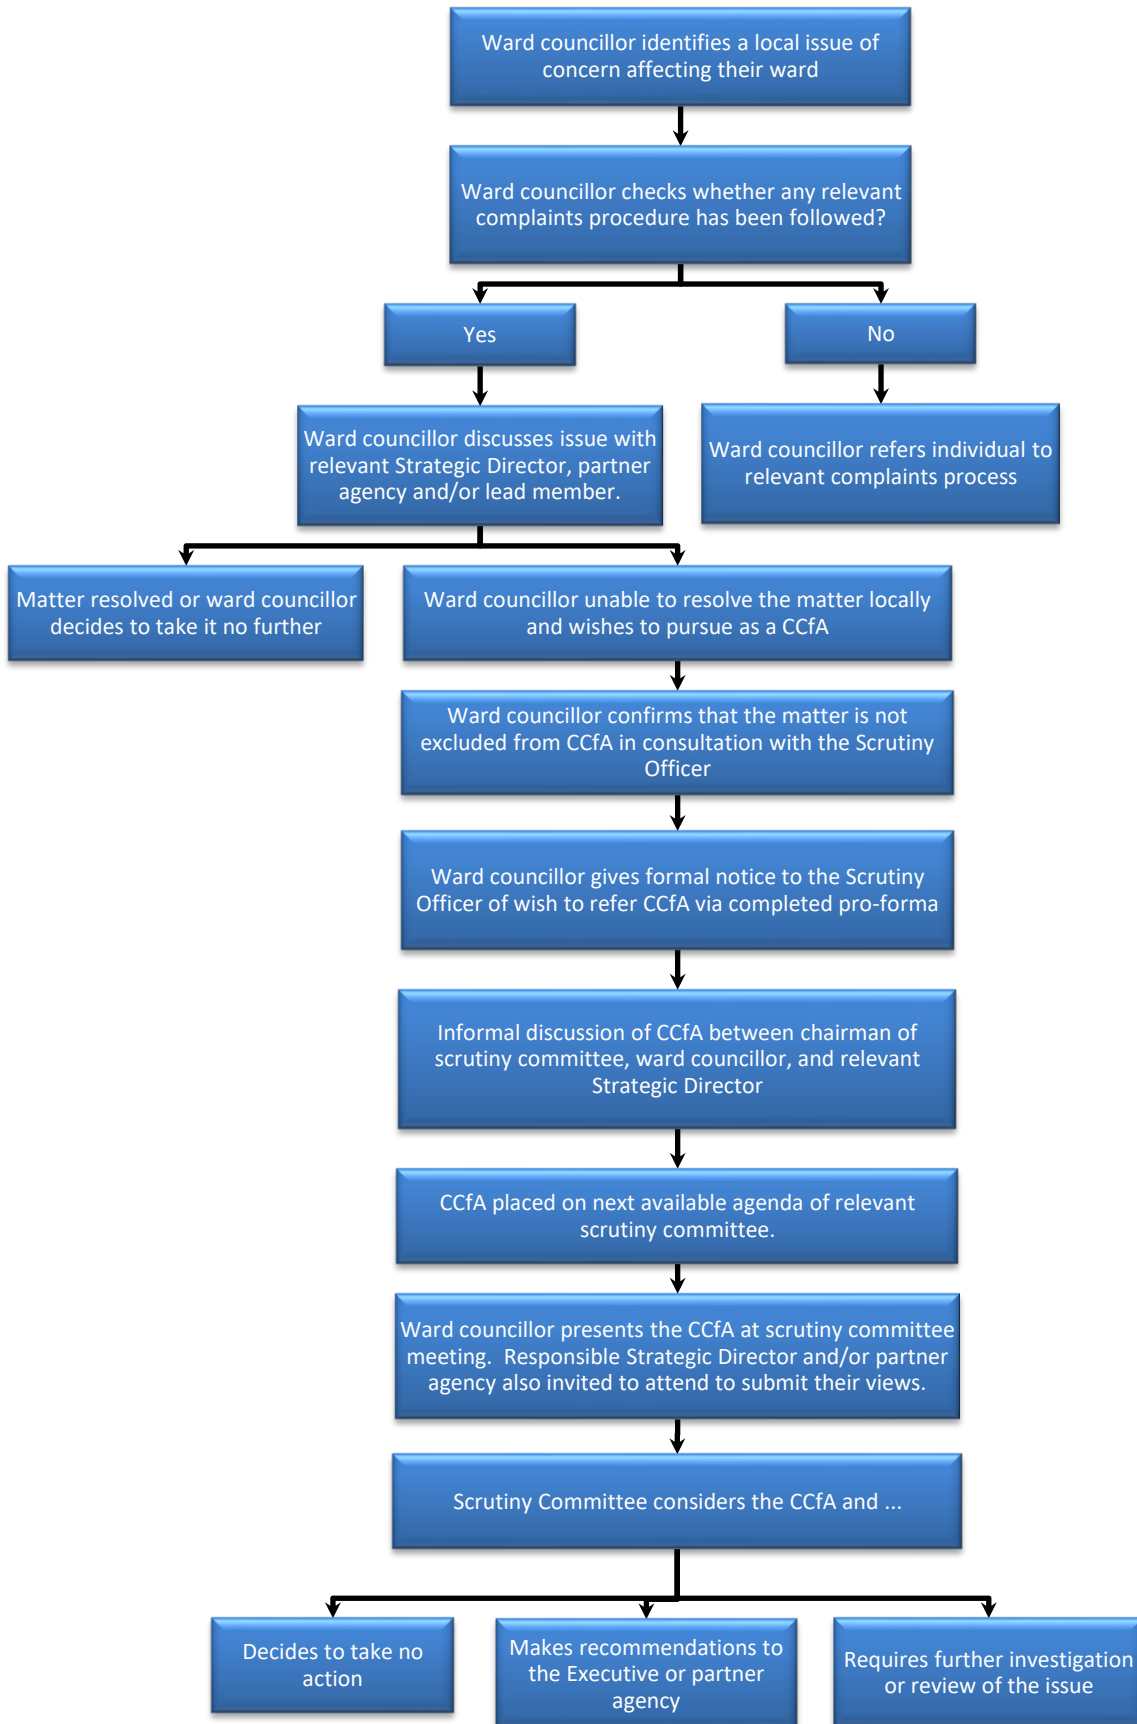 Ward councillor identifies a local issue of
concern affecting their ward
Ward councillor checks whether any relevant
complaints procedure has been followed?
Yes
No
Ward councillor discusses issue with
relevant Strategic Director, partner
agency and/or lead member.
Ward councillor refers individual to
relevant complaints process
Matter resolved or ward councillor
decides to take it no further
Ward councillor unable to resolve the matter locally
and wishes to pursue as a CCfA
Ward councillor confirms that the matter is not
excluded from CCfA in consultation with the Scrutiny
Officer
Ward councillor gives formal notice to the Scrutiny
Officer of wish to refer CCfA via completed pro-forma
Informal discussion of CCfA between chairman of
scrutiny committee, ward councillor, and relevant
Strategic Director
CCfA placed on next available agenda of relevant
scrutiny committee.
Ward councillor presents the CCfA at scrutiny committee
meeting.  Responsible Strategic Director and/or partner
agency also invited to attend to submit their views.
Scrutiny Committee considers the CCfA and ...
Decides to take no
action
Makes recommendations to
the Executive or partner
agency
Requires further investigation
or review of the issue